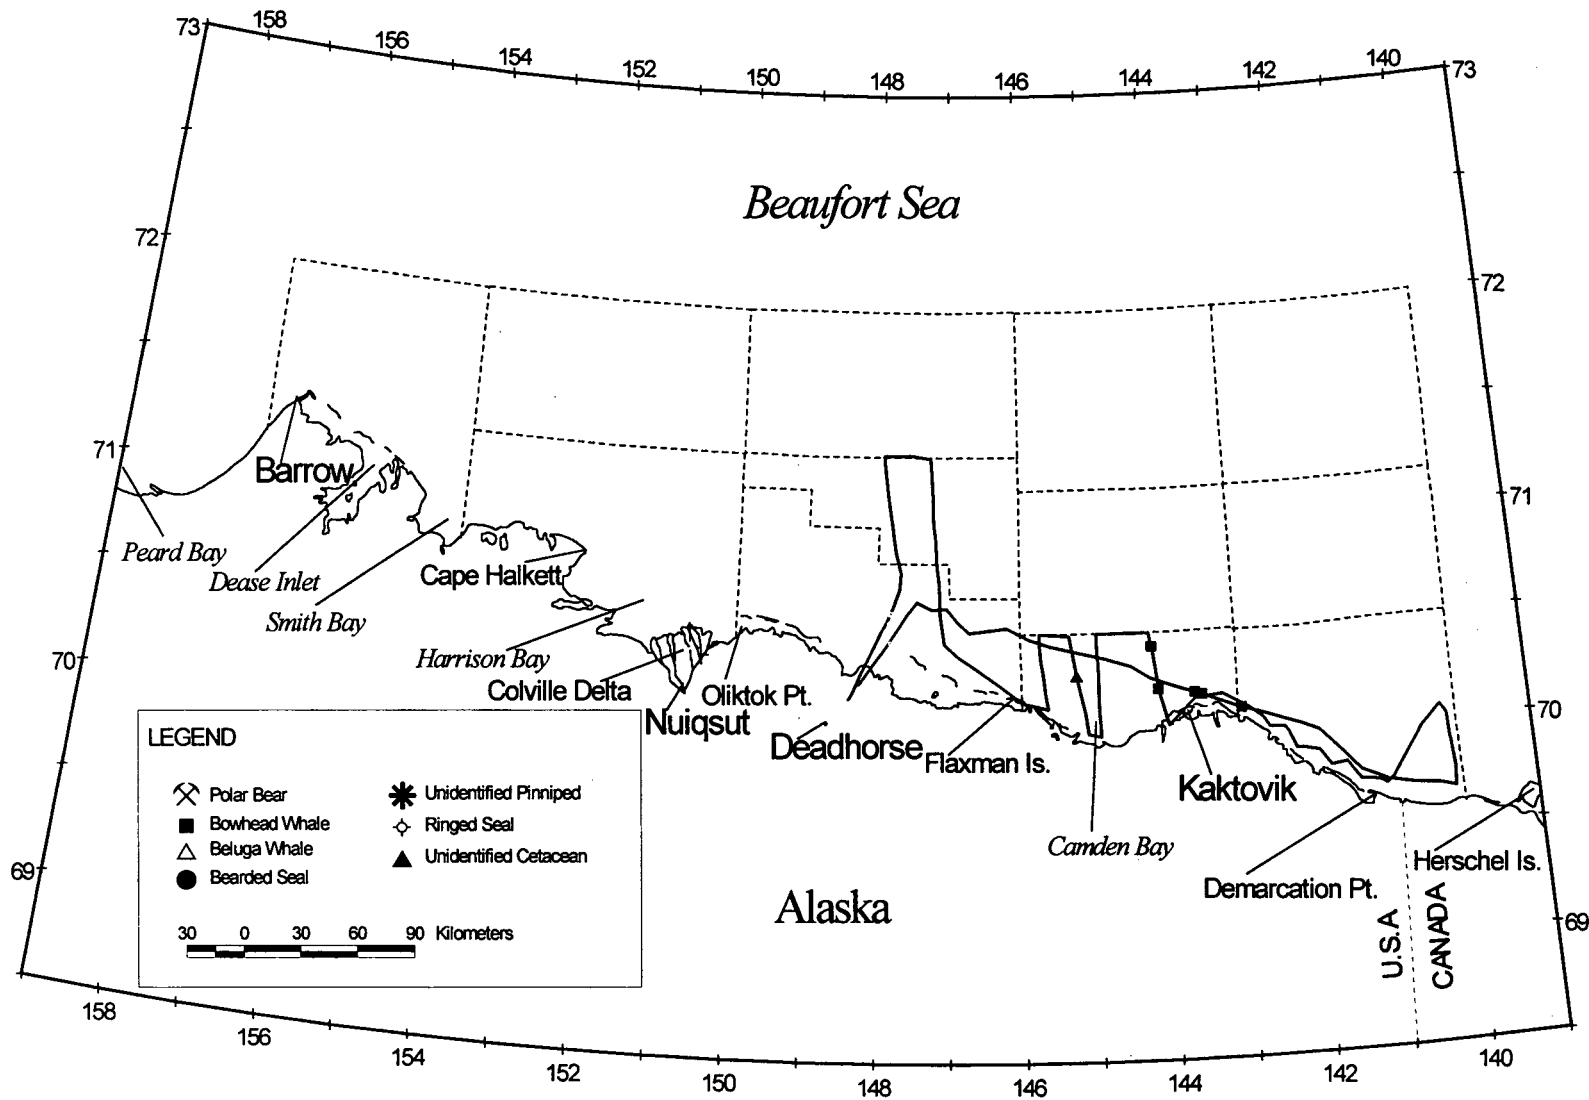 158
156
154
152
150
148
146
144
142
140
73
73
Beaufort Sea
72
72
71
71
Barrow
Peard Bay
Dease Inlet
Smith Bay
Cape Halkett
Harrison Bay
Colville Delta
Oliktok Pt.
Nuiqsut
Deadhorse
Flaxman Is.
Kaktovik
Camden Bay
Demarcation Pt.
Herschel Is.
70
70
LEGEND
Polar Bear
Bowhead Whale
Beluga Whale
Bearded Seal
Unidentified Pinniped
Ringed Seal
Unidentified Cetacean
30 0 30 60 90 Kilometers
Alaska
U.S.A
CANADA
69
69
158
156
154
152
150
148
146
144
142
140